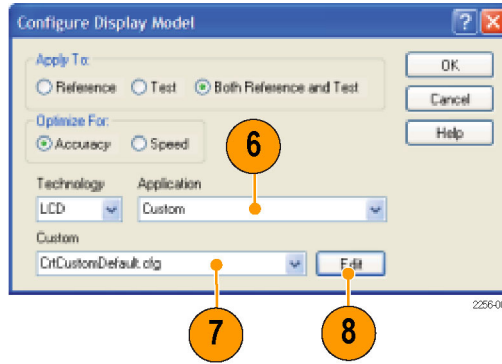 Configure Display Model
Apply To:
Reference Test Both Reference and Test
OK
Cancel
Help
Optimize For:
Accuracy Speed
6
Technology Application
LCD Custom
Custom
CrtCustomDefault.cfg Edit
7 8